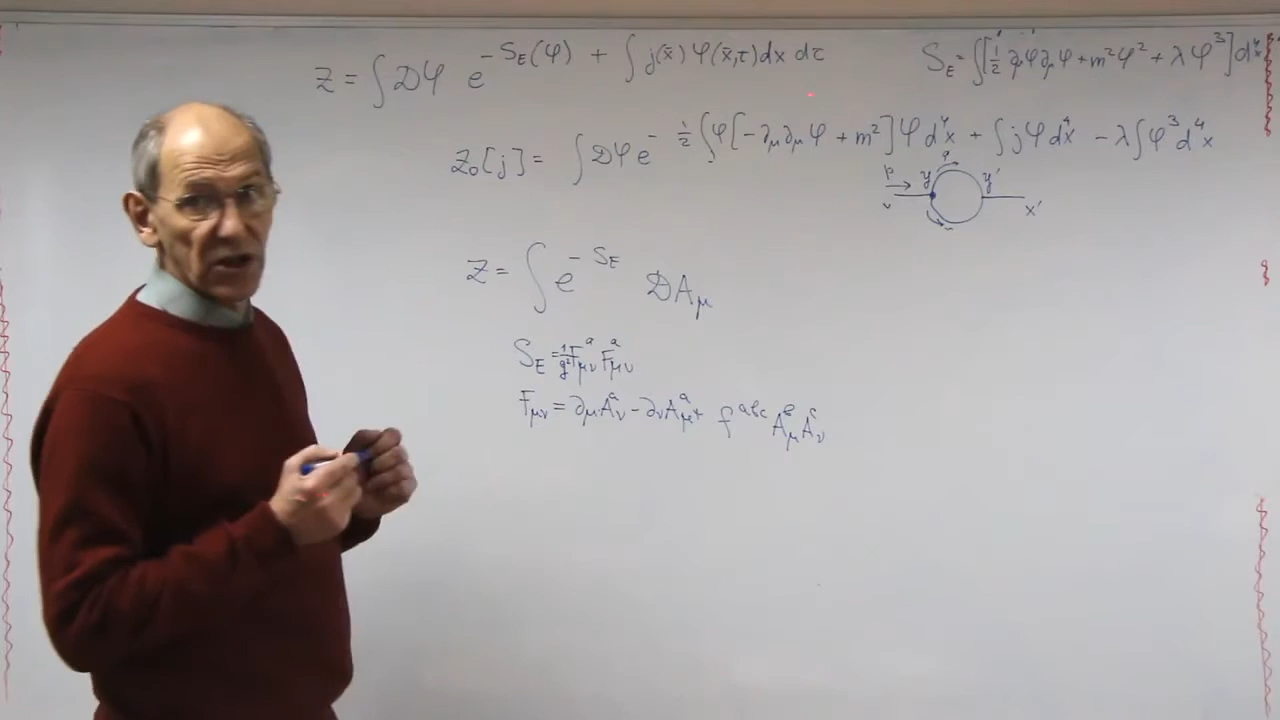 Z = ∫ 𝒟φ e^{-S_E(φ) + ∫ j(x̄) φ(x̄,τ) dx dτ}   S_E = ∫[½ ∂_μφ ∂_μφ + m²φ² + λφ³] d⁴x
Z₀[j] = ∫ 𝒟φ e^{- ½ ∫ φ[-∂_μ∂_μφ + m²]φ d⁴x + ∫ jφ d⁴x - λ∫ φ³ d⁴x}
p y y' x'
Z = ∫ e^{-S_E} 𝒟A_μ
S_E = 1/g² F^a_{μν} F^a_{μν}
F_{μν} = ∂_μ A^a_ν - ∂_ν A^a_μ + f^{abc} A^b_μ A^c_ν